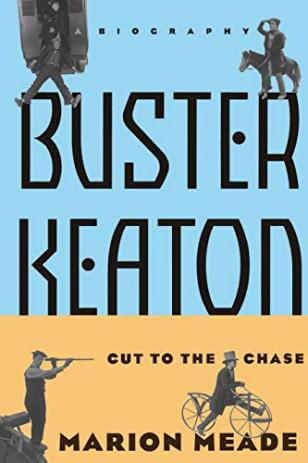 A BIOGRAPHY
BUSTER
KEATON
CUT TO THE CHASE
MARION MEADE